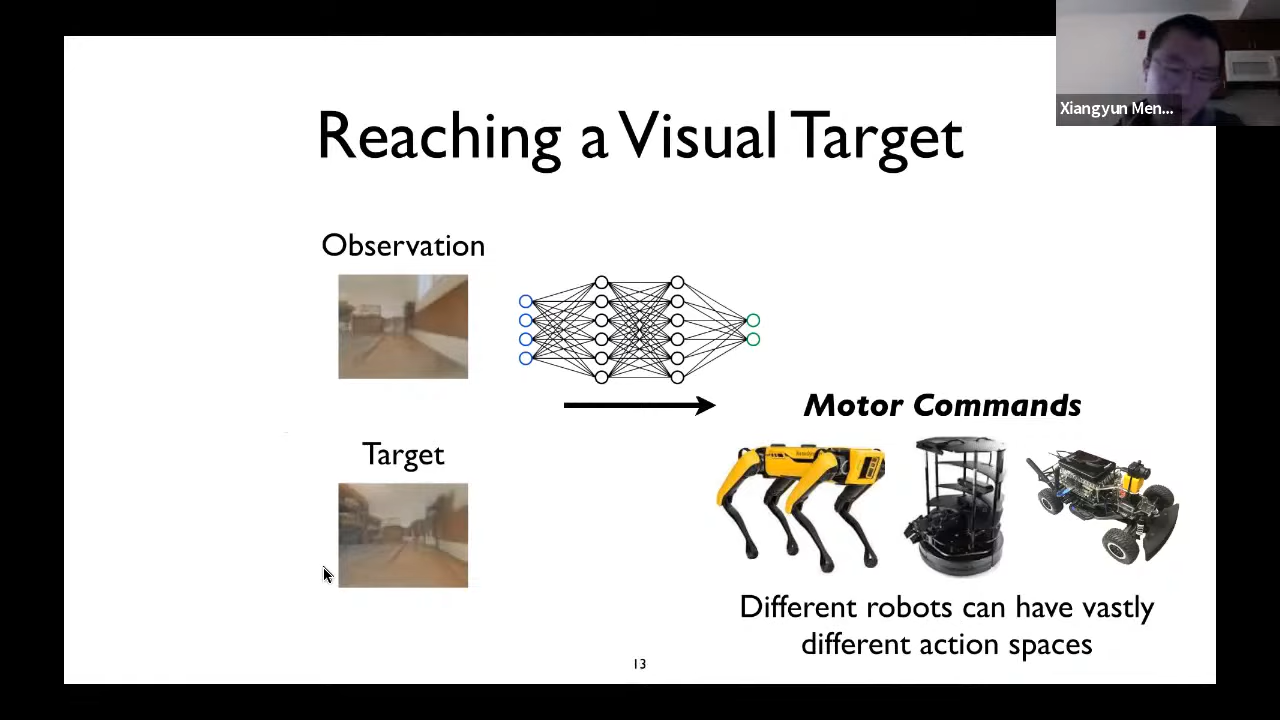 Reaching a Visual Target
Xiangyun Men...
Observation
Motor Commands
Target
Different robots can have vastly
different action spaces
13